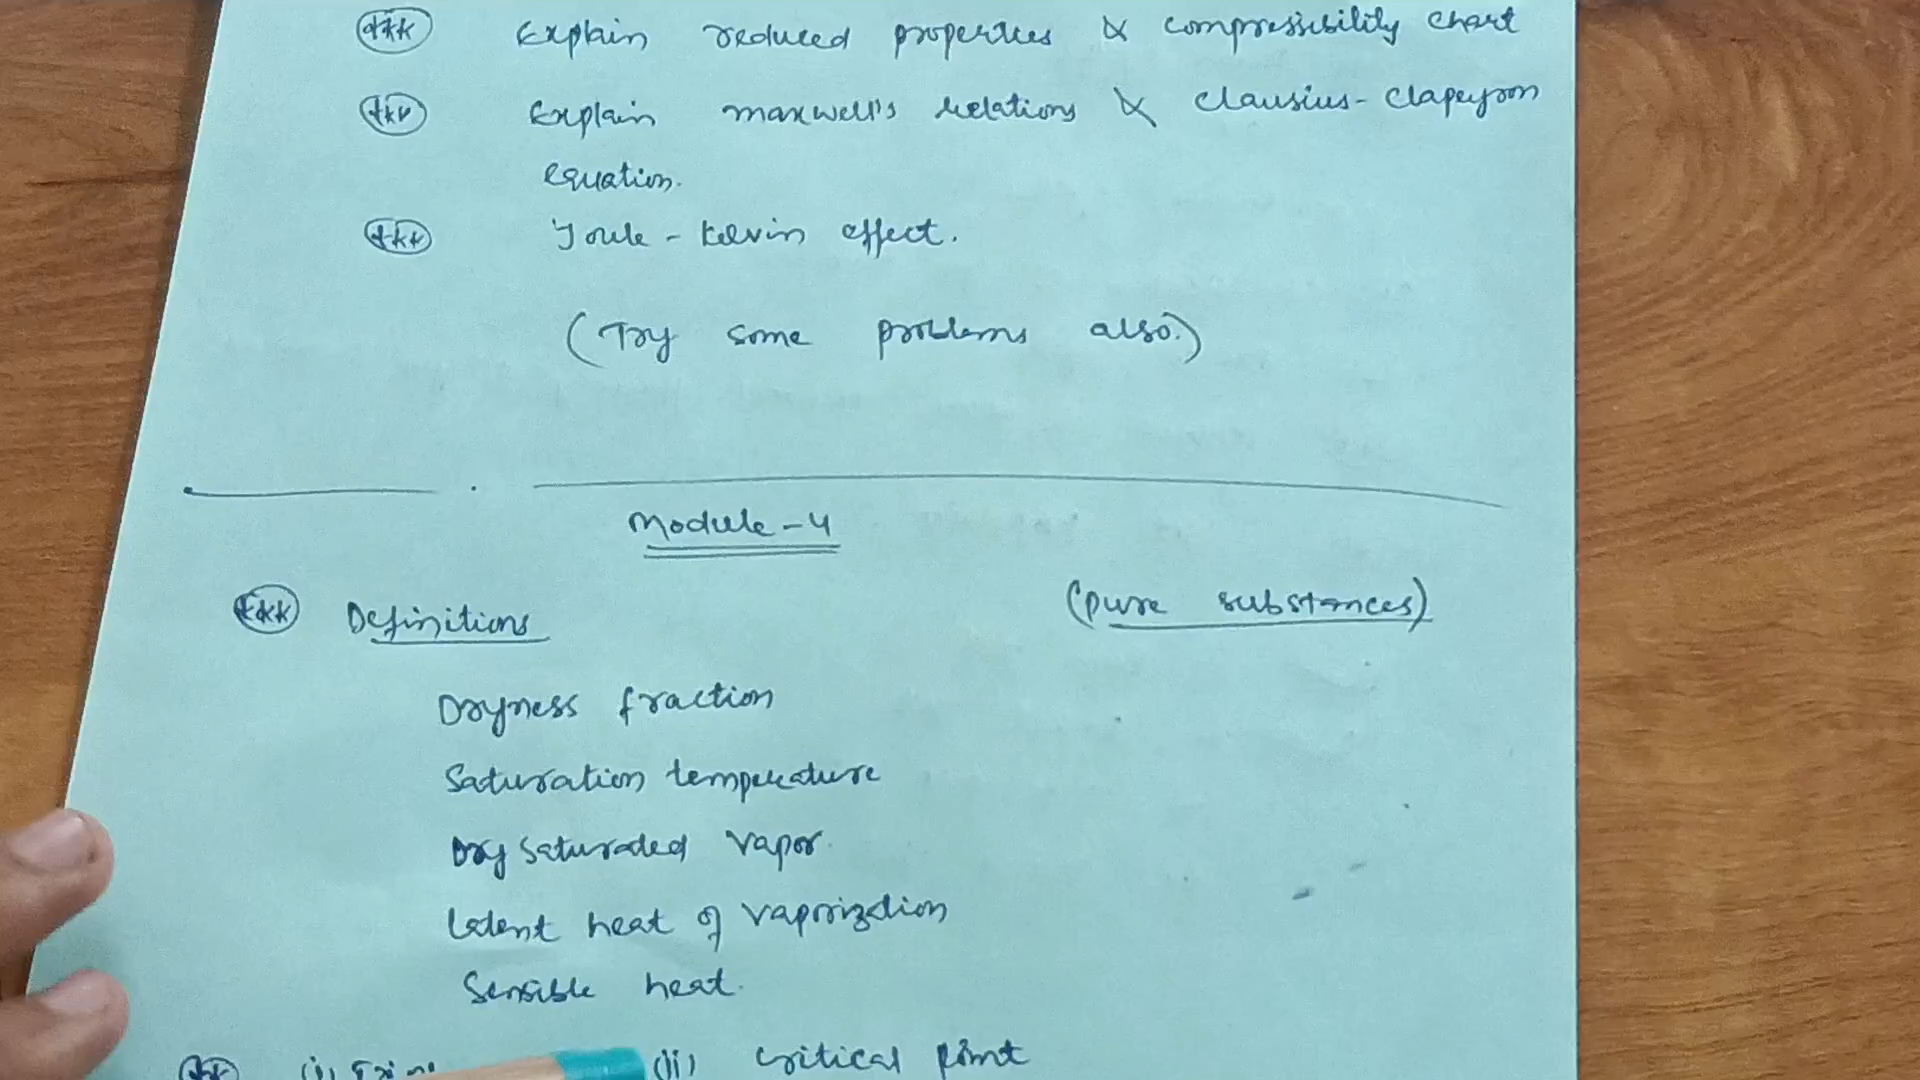 *** Explain reduced properties & compressibility chart
*** Explain maxwell's relations & Clausius-Clapeyron
equation.
*** Joule-Kelvin effect.
(Try some problems also.)
Module-4
(Pure substances)
*** Definitions
Dryness fraction
Saturation temperature
Dry saturated vapor.
Latent heat of vaporization
Sensible heat.
** (i) (ii) critical point